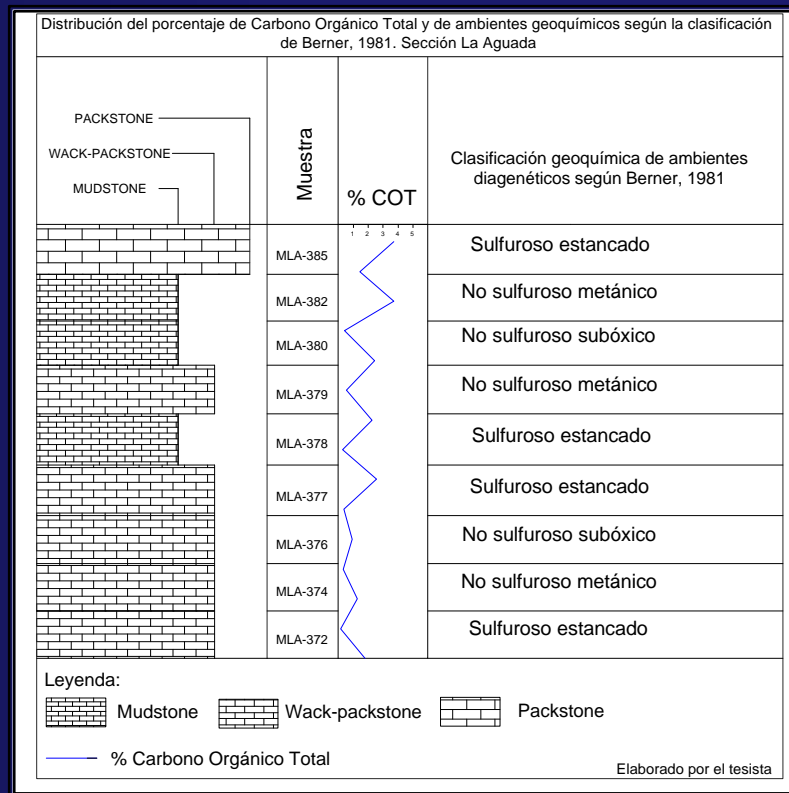 Distribución del porcentaje de Carbono Orgánico Total y de ambientes geoquímicos según la clasificación
de Berner, 1981. Sección La Aguada
PACKSTONE
WACK-PACKSTONE
MUDSTONE
Muestra
% COT
Clasificación geoquímica de ambientes
diagenéticos según Berner, 1981
1 2 3 4 5
MLA-385 Sulfuroso estancado
MLA-382 No sulfuroso metánico
MLA-380 No sulfuroso subóxico
MLA-379 No sulfuroso metánico
MLA-378 Sulfuroso estancado
MLA-377 Sulfuroso estancado
MLA-376 No sulfuroso subóxico
MLA-374 No sulfuroso metánico
MLA-372 Sulfuroso estancado
Leyenda:
Mudstone Wack-packstone Packstone
% Carbono Orgánico Total
Elaborado por el tesista